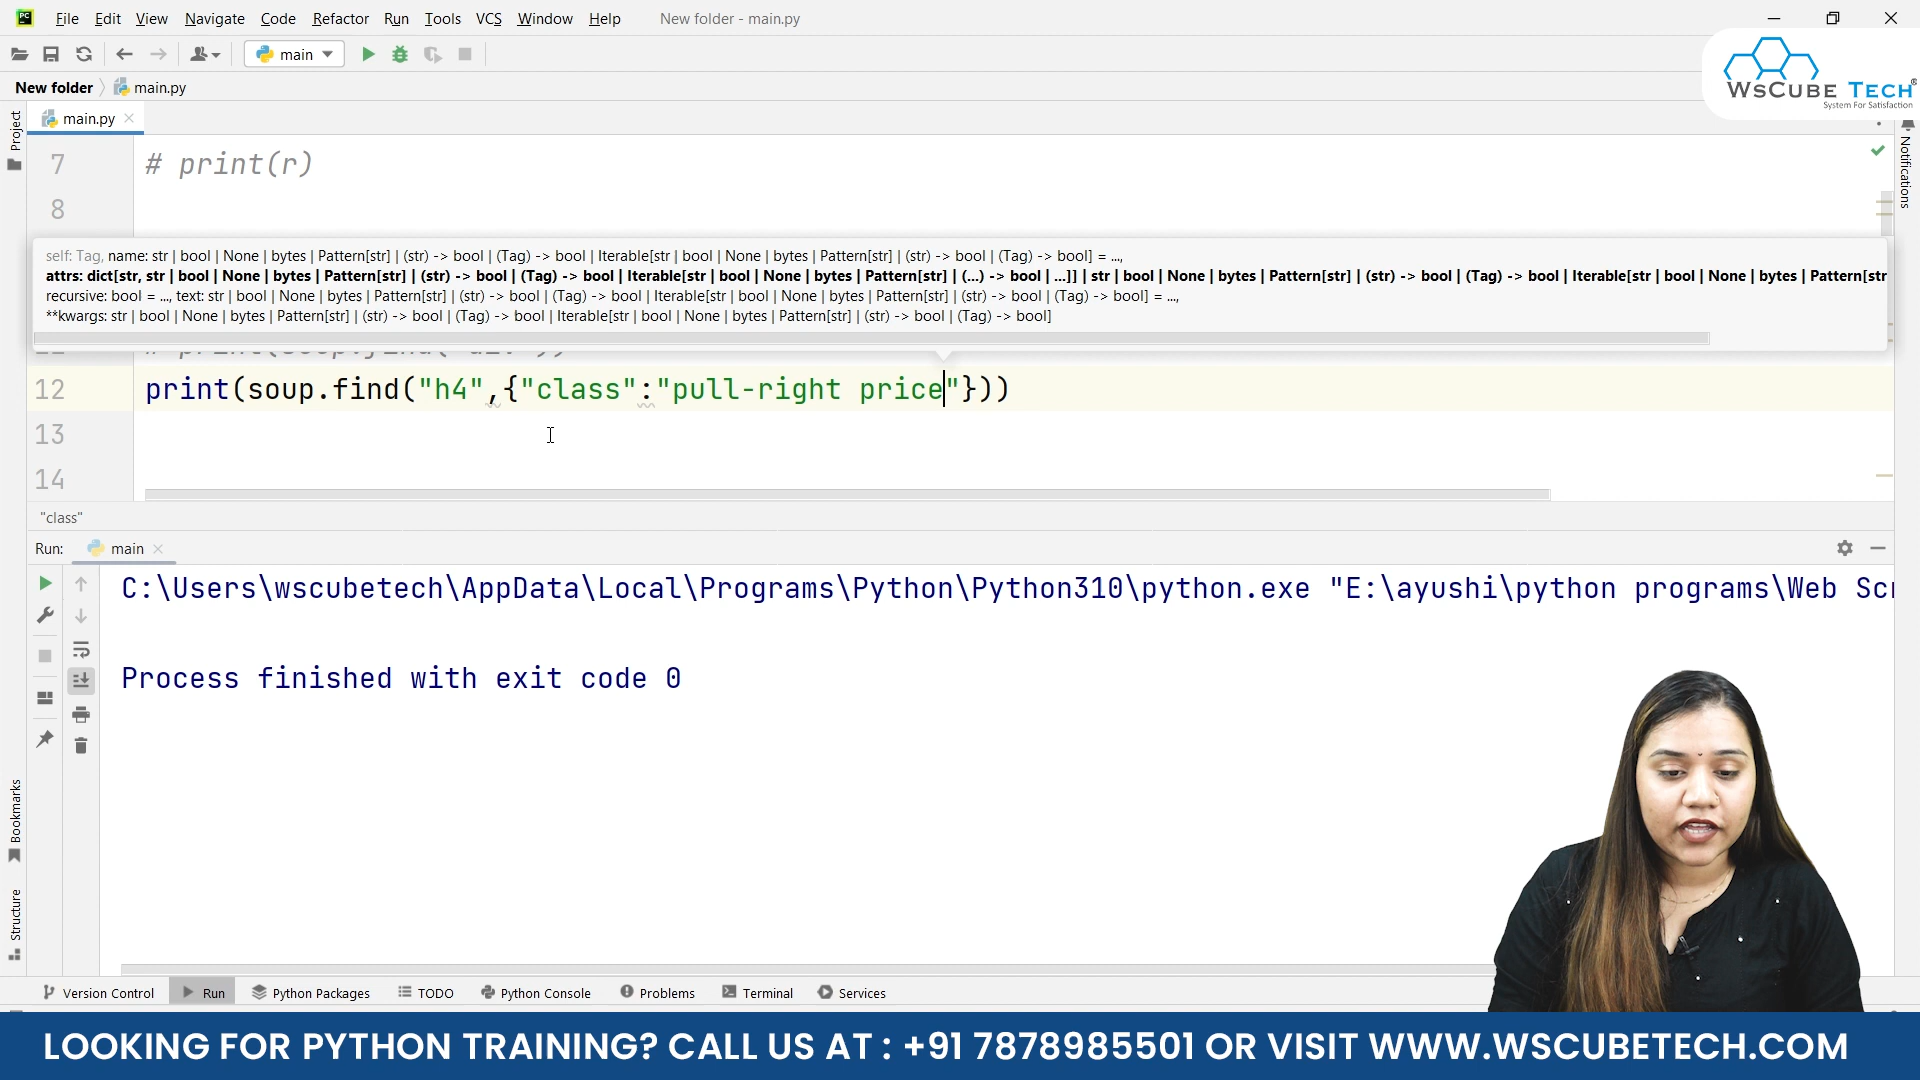 File Edit View Navigate Code Refactor Run Tools VCS Window Help New folder - main.py
main
WsCube Tech®
System For Satisfaction
New folder main.py
main.py
Project
Notifications
7 # print(r)
8
self: Tag, name: str | bool | None | bytes | Pattern[str] | (str) -> bool | (Tag) -> bool | Iterable[str | bool | None | bytes | Pattern[str] | (str) -> bool | (Tag) -> bool] = ...,
attrs: dict[str, str | bool | None | bytes | Pattern[str] | (str) -> bool | (Tag) -> bool | Iterable[str | bool | None | bytes | Pattern[str] | (...) -> bool | ...]] | str | bool | None | bytes | Pattern[str] | (str) -> bool | (Tag) -> bool | Iterable[str | bool | None | bytes | Pattern[str
recursive: bool = ..., text: str | bool | None | bytes | Pattern[str] | (str) -> bool | (Tag) -> bool | Iterable[str | bool | None | bytes | Pattern[str] | (str) -> bool | (Tag) -> bool] = ...,
**kwargs: str | bool | None | bytes | Pattern[str] | (str) -> bool | (Tag) -> bool | Iterable[str | bool | None | bytes | Pattern[str] | (str) -> bool | (Tag) -> bool]
12 print(soup.find("h4",{"class":"pull-right price"}))
13
14
"class"
Run: main
C:\Users\wscubetech\AppData\Local\Programs\Python\Python310\python.exe "E:\ayushi\python programs\Web Scr
Process finished with exit code 0
Bookmarks
Structure
Version Control Run Python Packages TODO Python Console Problems Terminal Services
LOOKING FOR PYTHON TRAINING? CALL US AT : +91 7878985501 OR VISIT WWW.WSCUBETECH.COM